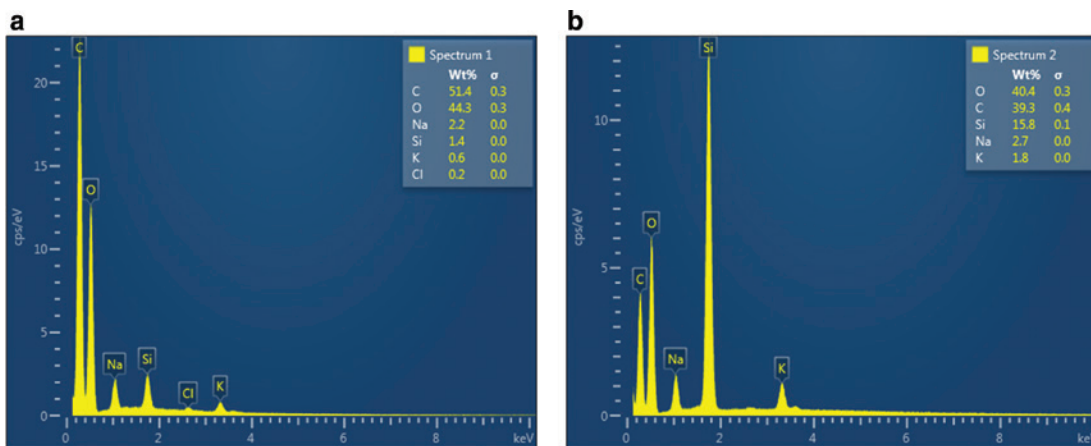 a
C
20
15
10
5
0
cps/eV
O
Na
Si
Cl
K
0 2 4 6 8 keV
Spectrum 1
Wt% σ
C 51.4 0.3
O 44.3 0.3
Na 2.2 0.0
Si 1.4 0.0
K 0.6 0.0
Cl 0.2 0.0
b
Si
10
5
0
cps/eV
C
O
Na
K
0 2 4 6 8 keV
Spectrum 2
Wt% σ
O 40.4 0.3
C 39.3 0.4
Si 15.8 0.1
Na 2.7 0.0
K 1.8 0.0